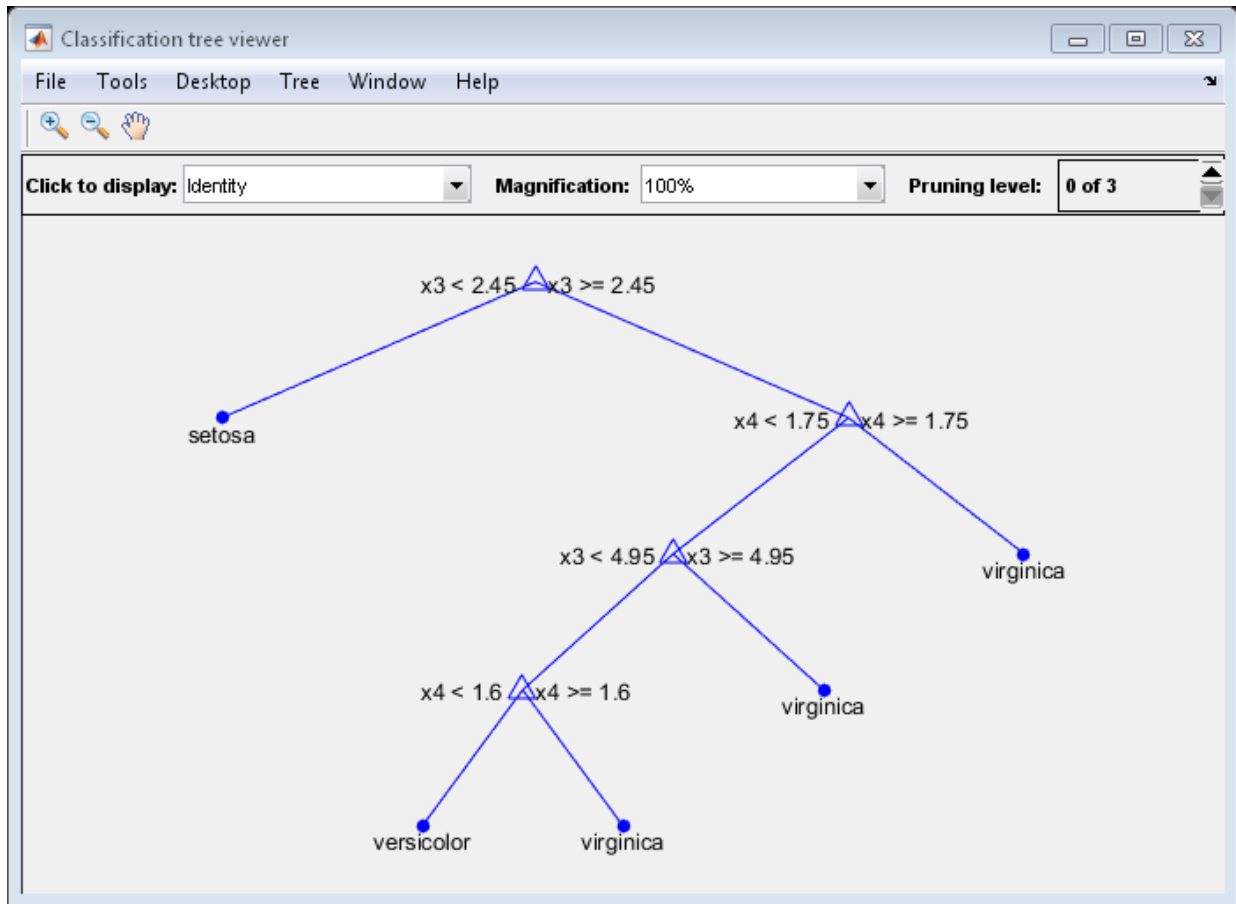 Classification tree viewer
File Tools Desktop Tree Window Help
Click to display: Identity Magnification: 100% Pruning level: 0 of 3
x3 < 2.45 x3 >= 2.45
setosa
x4 < 1.75 x4 >= 1.75
x3 < 4.95 x3 >= 4.95
virginica
x4 < 1.6 x4 >= 1.6
virginica
versicolor virginica